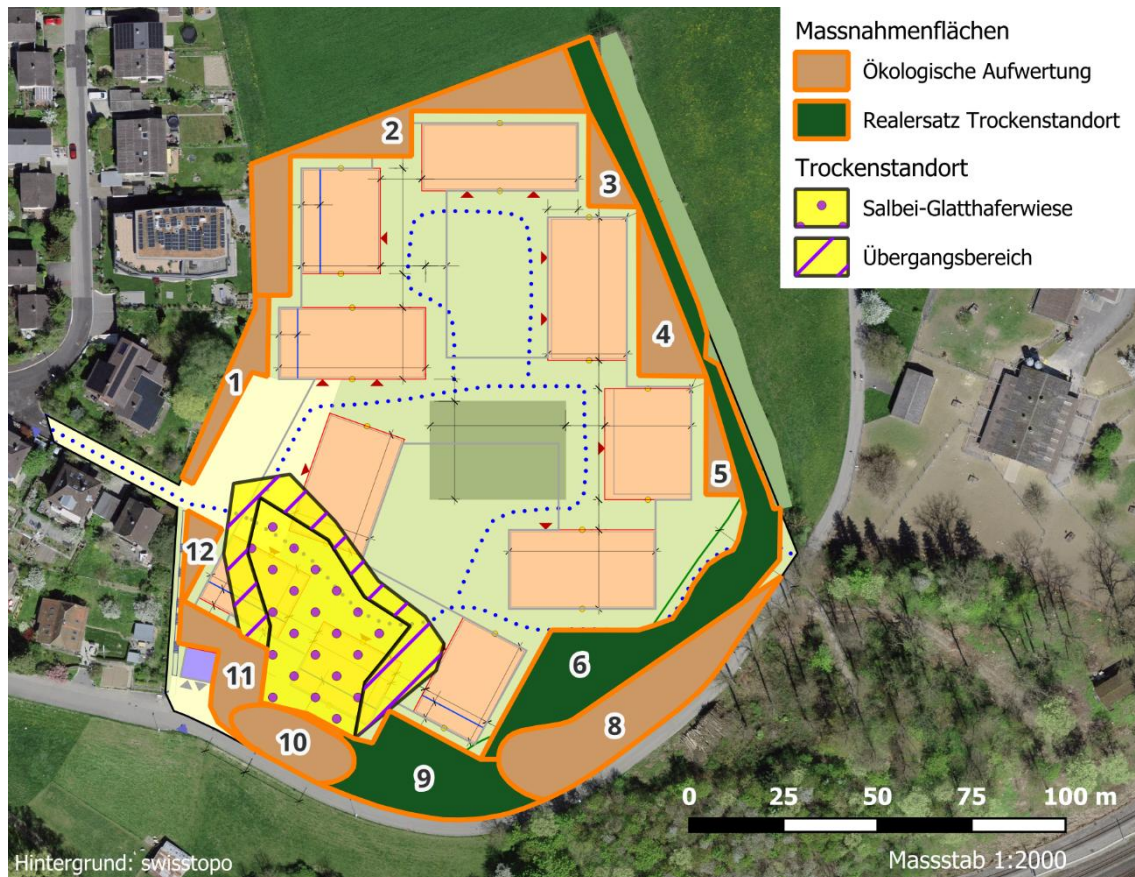 Massnahmenflächen
Ökologische Aufwertung
Realersatz Trockenstandort
Trockenstandort
Salbei-Glatthaferwiese
Übergangsbereich
2
3
4
1
5
12
6
11
8
10
9
0 25 50 75 100 m
Hintergrund: swisstopo
Massstab 1:2000